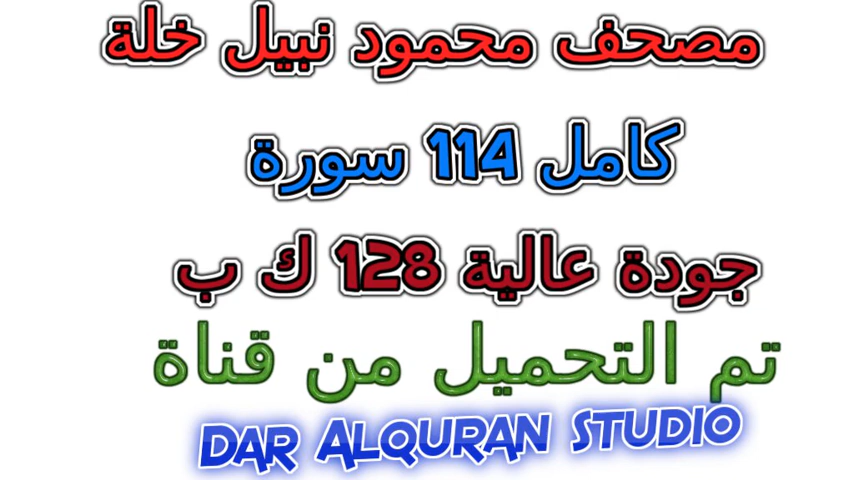 مصحف محمود نبيل خلة
كامل 114 سورة
جودة عالية 128 ك ب
تم التحميل من قناة
DAR ALQURAN STUDIO